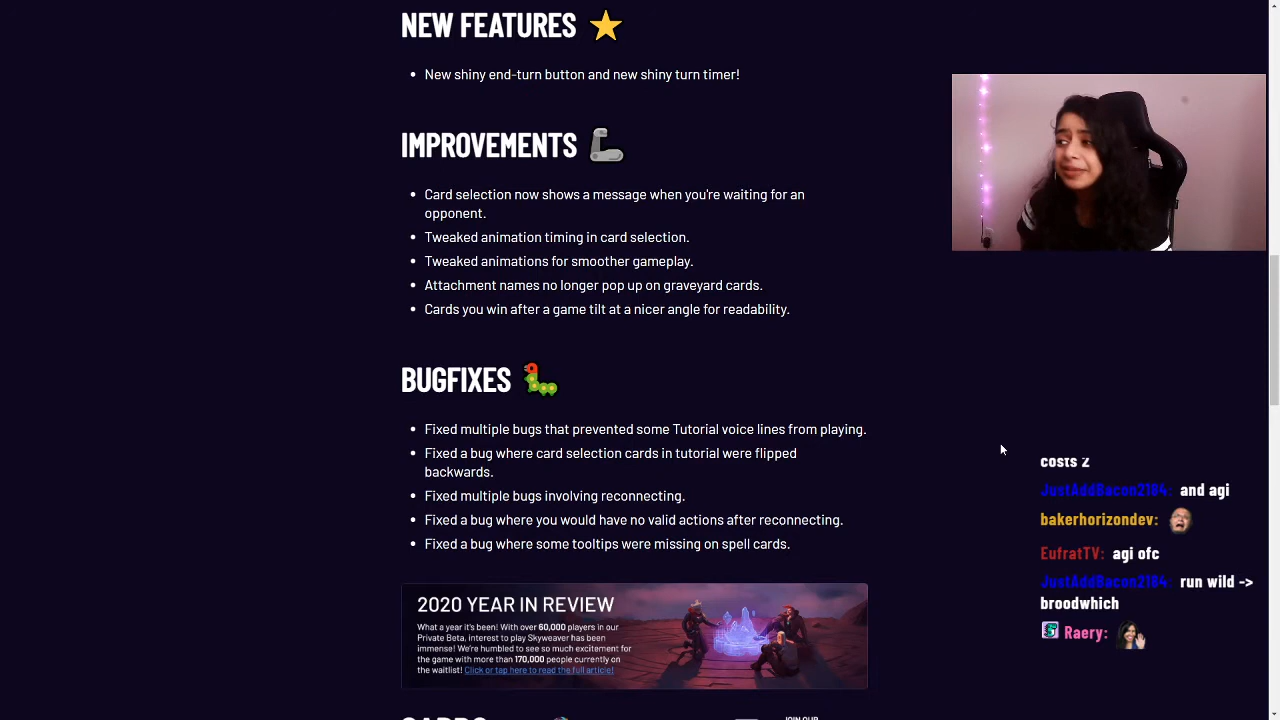 NEW FEATURES
New shiny end-turn button and new shiny turn timer!
IMPROVEMENTS
Card selection now shows a message when you're waiting for an
opponent.
Tweaked animation timing in card selection.
Tweaked animations for smoother gameplay.
Attachment names no longer pop up on graveyard cards.
Cards you win after a game tilt at a nicer angle for readability.
BUGFIXES
Fixed multiple bugs that prevented some Tutorial voice lines from playing.
Fixed a bug where card selection cards in tutorial were flipped
backwards.
Fixed multiple bugs involving reconnecting.
Fixed a bug where you would have no valid actions after reconnecting.
Fixed a bug where some tooltips were missing on spell cards.
2020 YEAR IN REVIEW
What a year it's been! With over 60,000 players in our
Private Beta, interest to play Skyweaver has been
immense! We're humbled to see so much excitement for
the game with more than 170,000 people currently on
the waitlist! Click or tap here to read the full article!
JOIN OUR
costs 2
JustAddBacon2184: and agi
bakerhorizondev:
EufratTV: agi ofc
JustAddBacon2184: run wild ->
broodwhich
Raery: